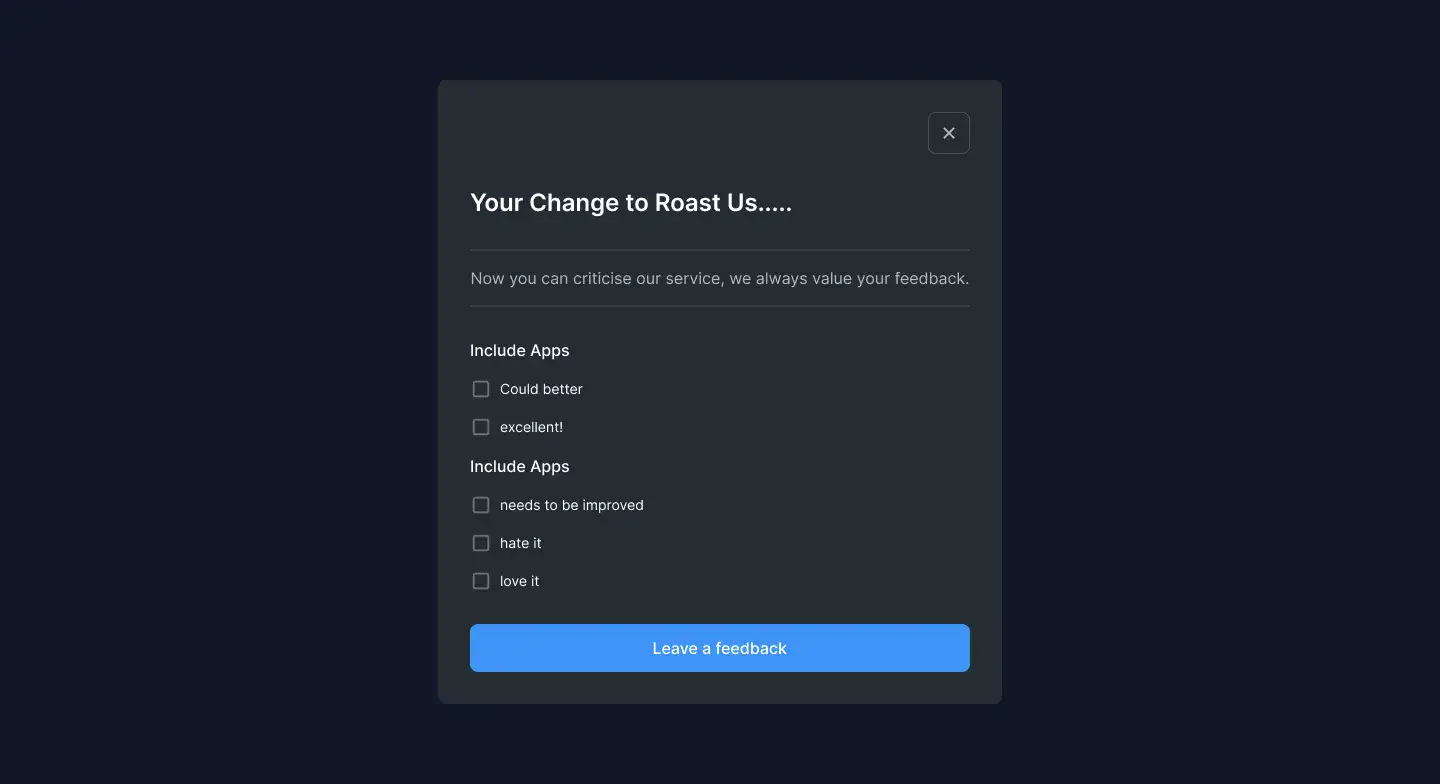 Your Change to Roast Us.....
Now you can criticise our service, we always value your feedback.
Include Apps
Could better
excellent!
Include Apps
needs to be improved
hate it
love it
Leave a feedback